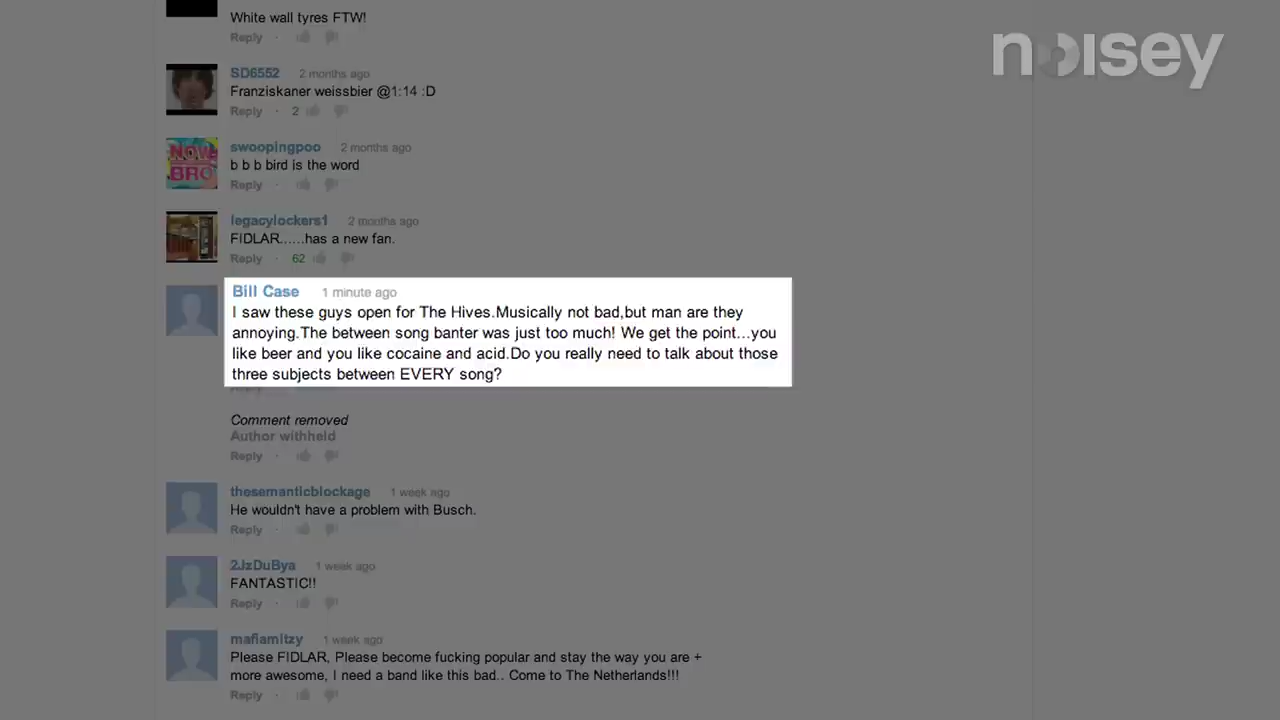 White wall tyres FTW!
Reply ·
noisey
SD6552 2 months ago
Franziskaner weissbier @1:14 :D
Reply · 2
NOW
BRO
swoopingpoo 2 months ago
b b b bird is the word
Reply ·
legacylockers1 2 months ago
FIDLAR......has a new fan.
Reply · 62
Bill Case 1 minute ago
I saw these guys open for The Hives.Musically not bad,but man are they
annoying.The between song banter was just too much! We get the point...you
like beer and you like cocaine and acid.Do you really need to talk about those
three subjects between EVERY song?
Comment removed
Author withheld
Reply ·
thesemanticblockage 1 week ago
He wouldn't have a problem with Busch.
Reply ·
2JzDuBya 1 week ago
FANTASTIC!!
Reply ·
mafiamitzy 1 week ago
Please FIDLAR, Please become fucking popular and stay the way you are +
more awesome, I need a band like this bad.. Come to The Netherlands!!!
Reply ·